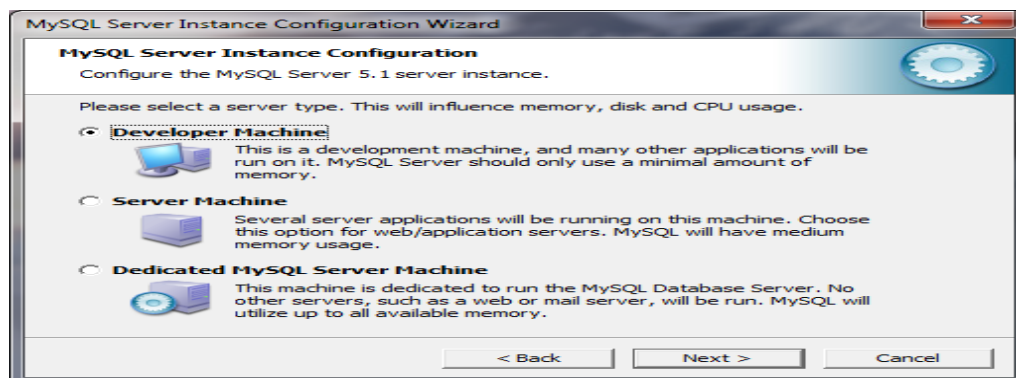 MySQL Server Instance Configuration Wizard
MySQL Server Instance Configuration
Configure the MySQL Server 5.1 server instance.
Please select a server type. This will influence memory, disk and CPU usage.
Developer Machine
This is a development machine, and many other applications will be
run on it. MySQL Server should only use a minimal amount of
memory.
Server Machine
Several server applications will be running on this machine. Choose
this option for web/application servers. MySQL will have medium
memory usage.
Dedicated MySQL Server Machine
This machine is dedicated to run the MySQL Database Server. No
other servers, such as a web or mail server, will be run. MySQL will
utilize up to all available memory.
< Back Next > Cancel